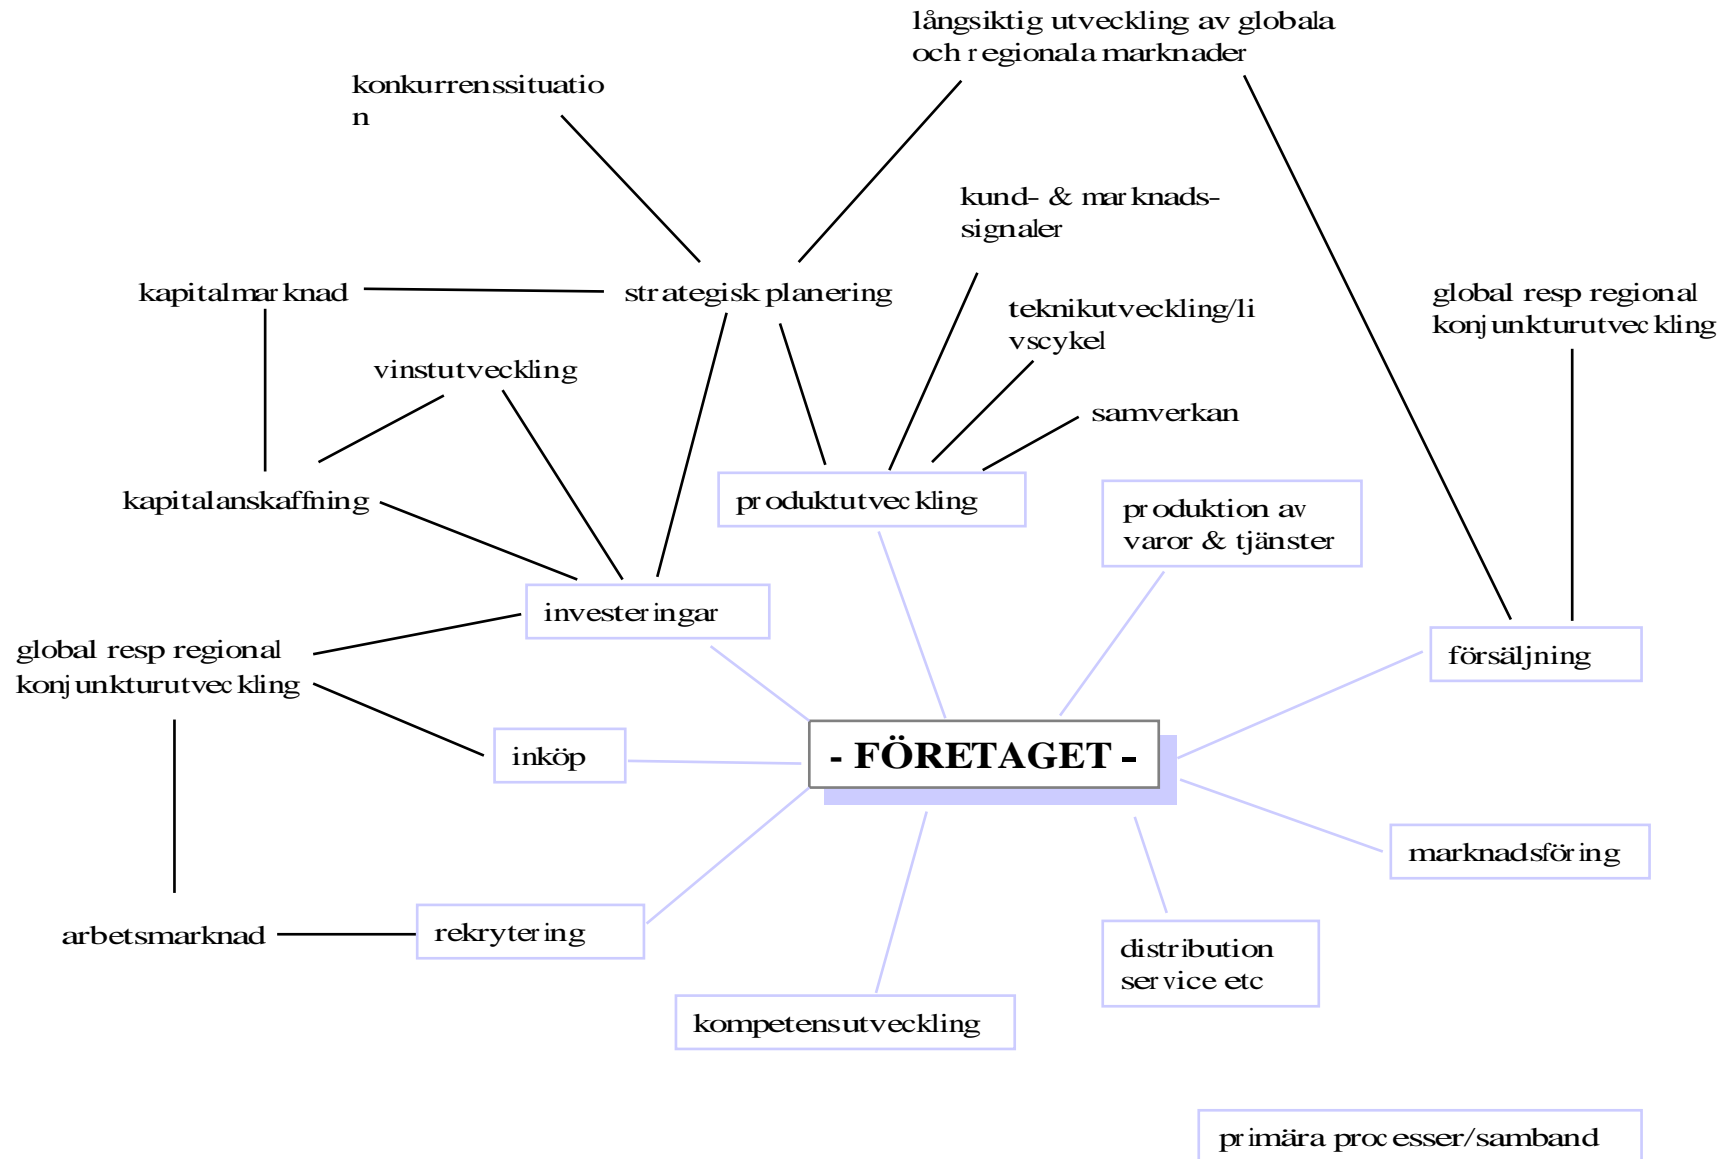 långsiktig utveckling av globala
och regionala marknader
konkurrenssituatio
n
kund- & marknads-
signaler
kapitalmarknad
strategisk planering
teknikutveckling/li
vscykel
global resp regional
konjunkturutveckling
vinstutveckling
samverkan
kapitalanskaffning
produktutveckling
produktion av
varor & tjänster
investeringar
global resp regional
konjunkturutveckling
försäljning
inköp
- FÖRETAGET -
marknadsföring
arbetsmarknad
rekrytering
distribution
service etc
kompetensutveckling
primära processer/samband